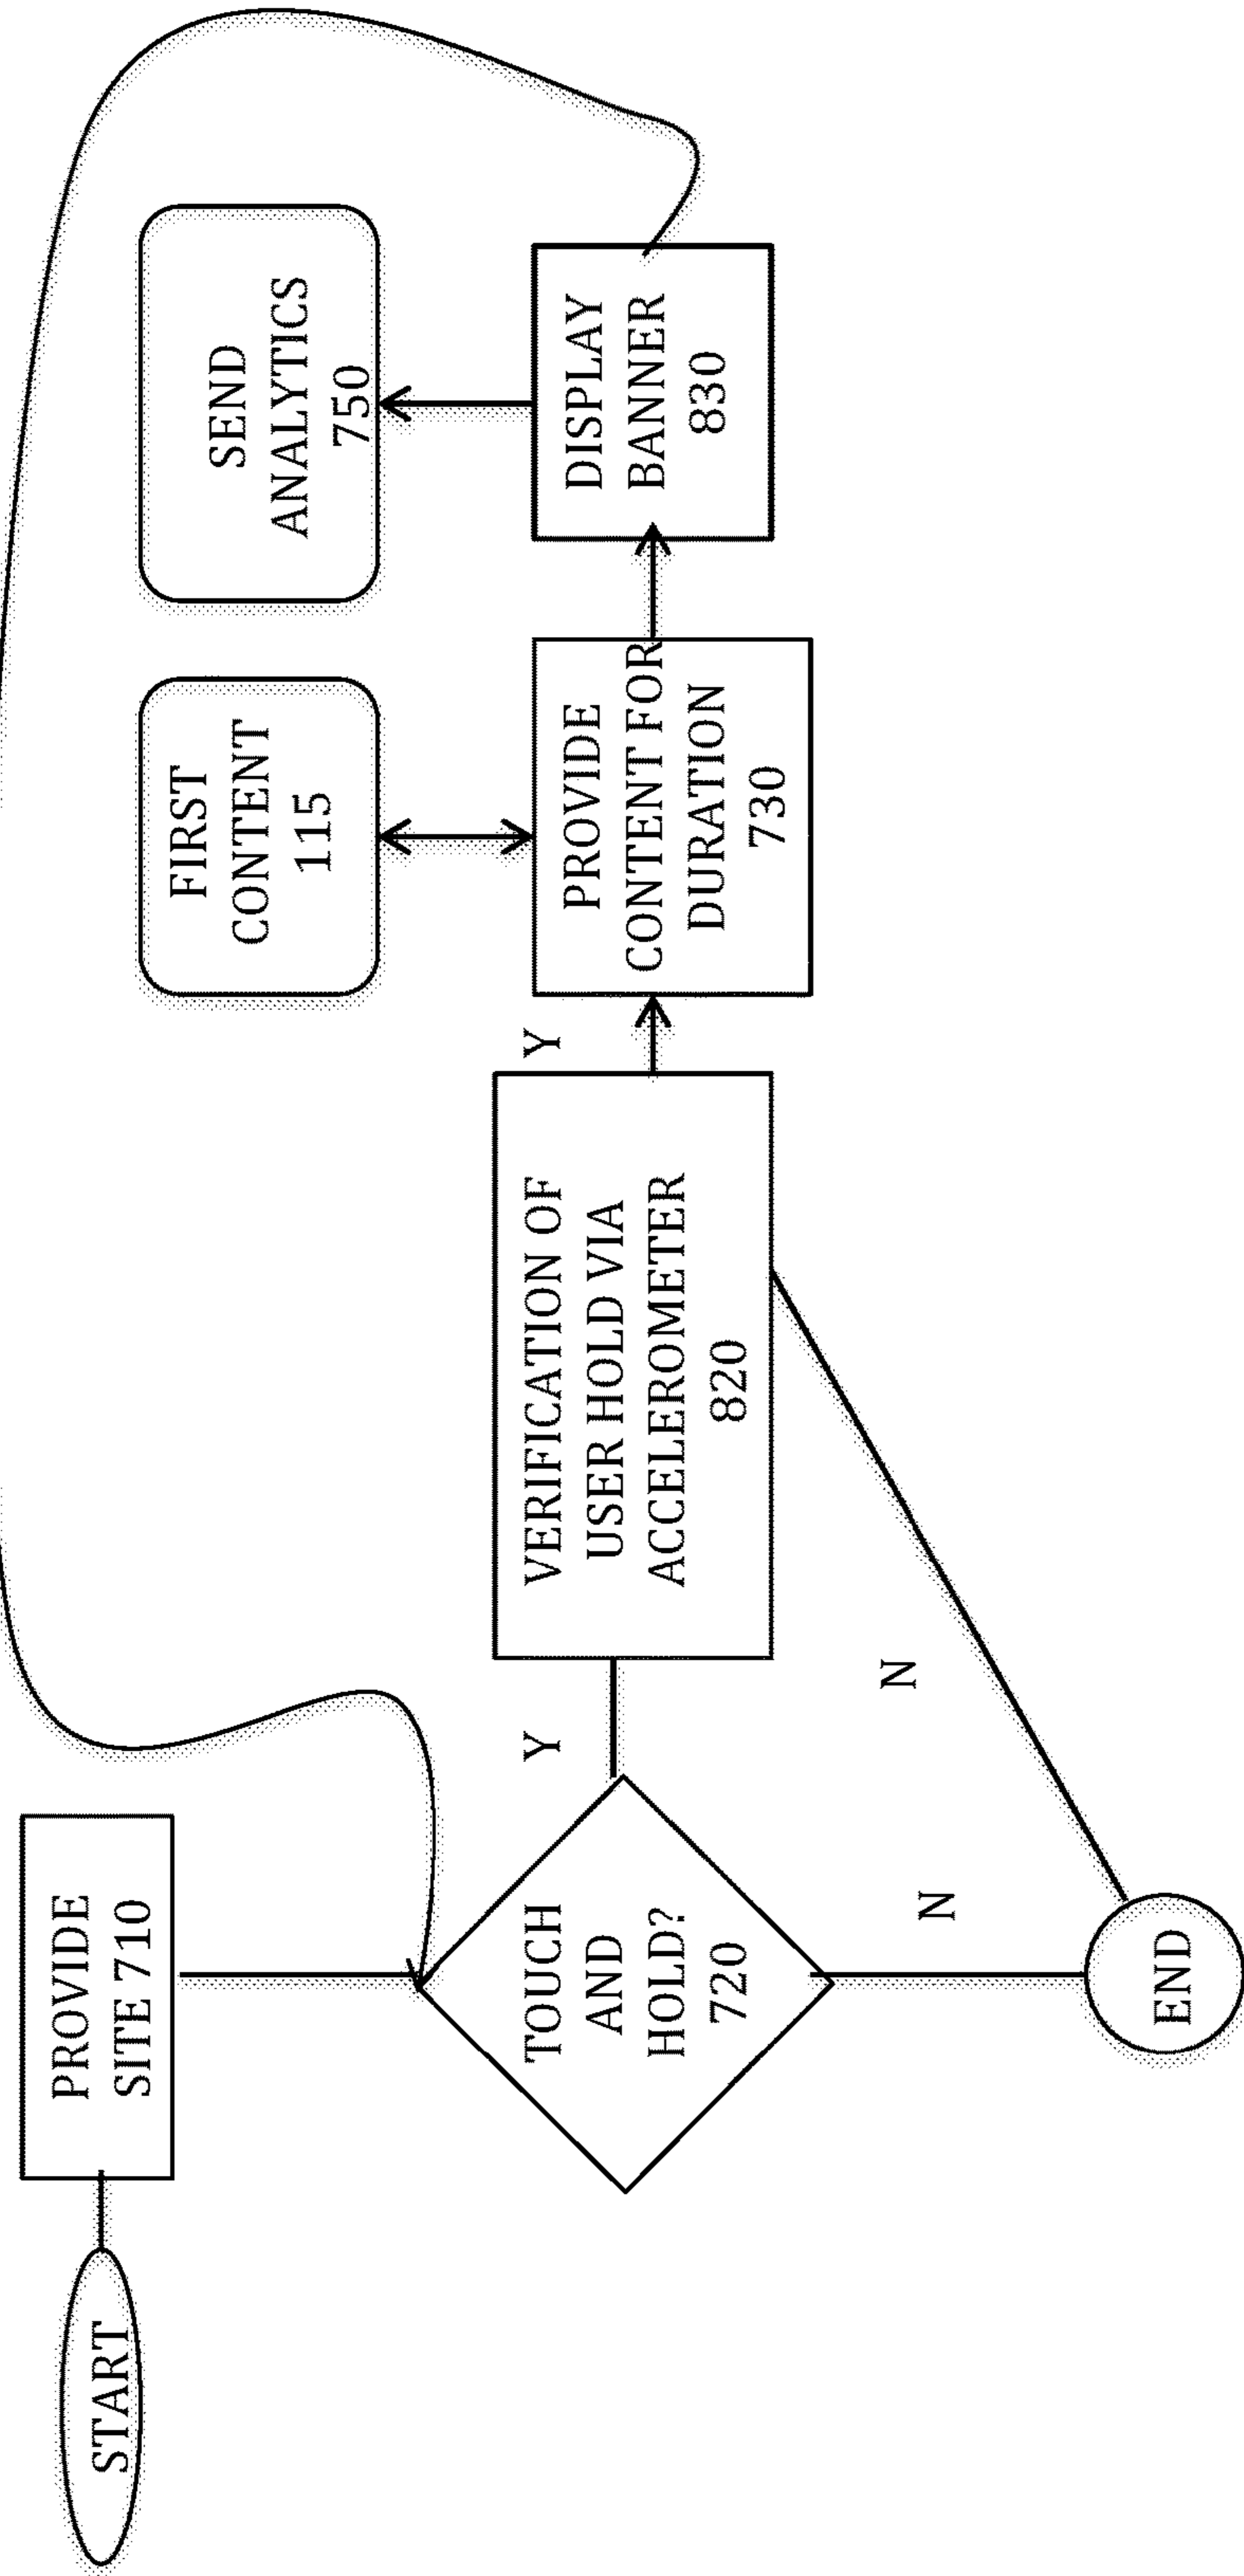 START
PROVIDE
SITE 710
TOUCH
AND
HOLD?
720
Y
N
END
N
VERIFICATION OF
USER HOLD VIA
ACCELEROMETER
820
Y
FIRST
CONTENT
115
PROVIDE
CONTENT FOR
DURATION
730
SEND
ANALYTICS
750
DISPLAY
BANNER
830